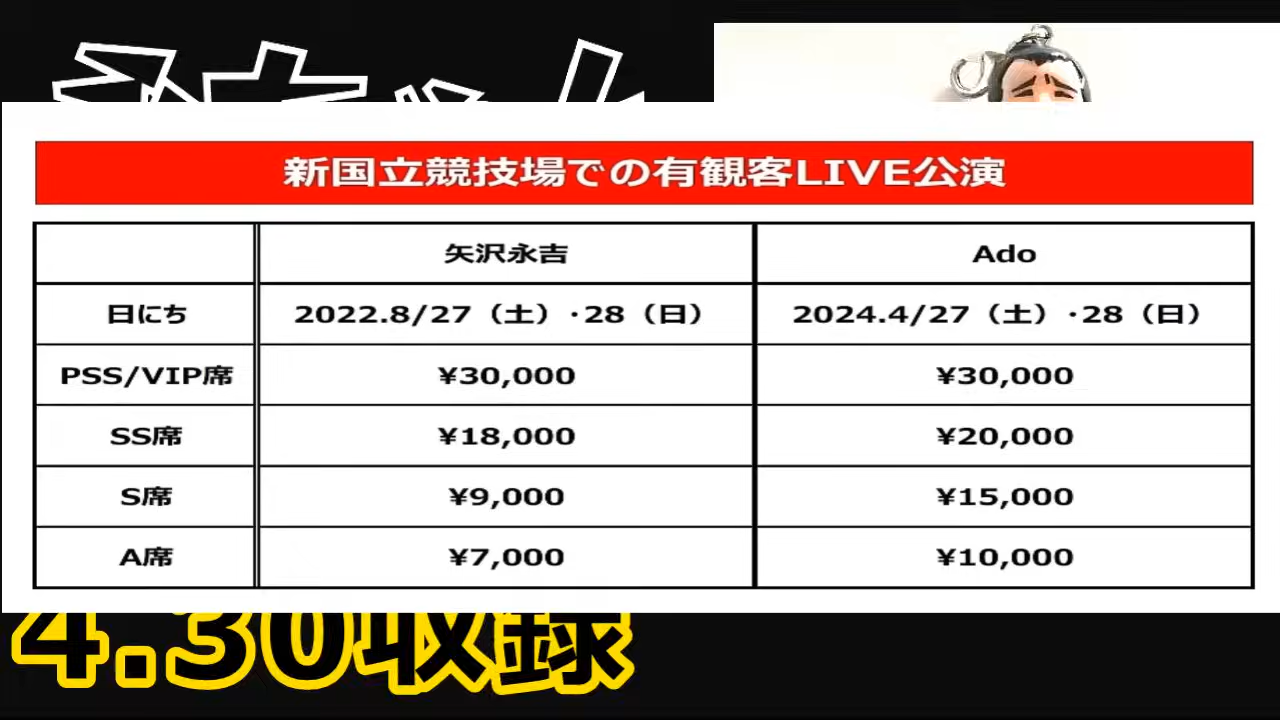 新国立競技場での有観客LIVE公演
矢沢永吉 Ado
日にち 2022.8/27（土）・28（日） 2024.4/27（土）・28（日）
PSS/VIP席 ¥30,000 ¥30,000
SS席 ¥18,000 ¥20,000
S席 ¥9,000 ¥15,000
A席 ¥7,000 ¥10,000
4.30収録